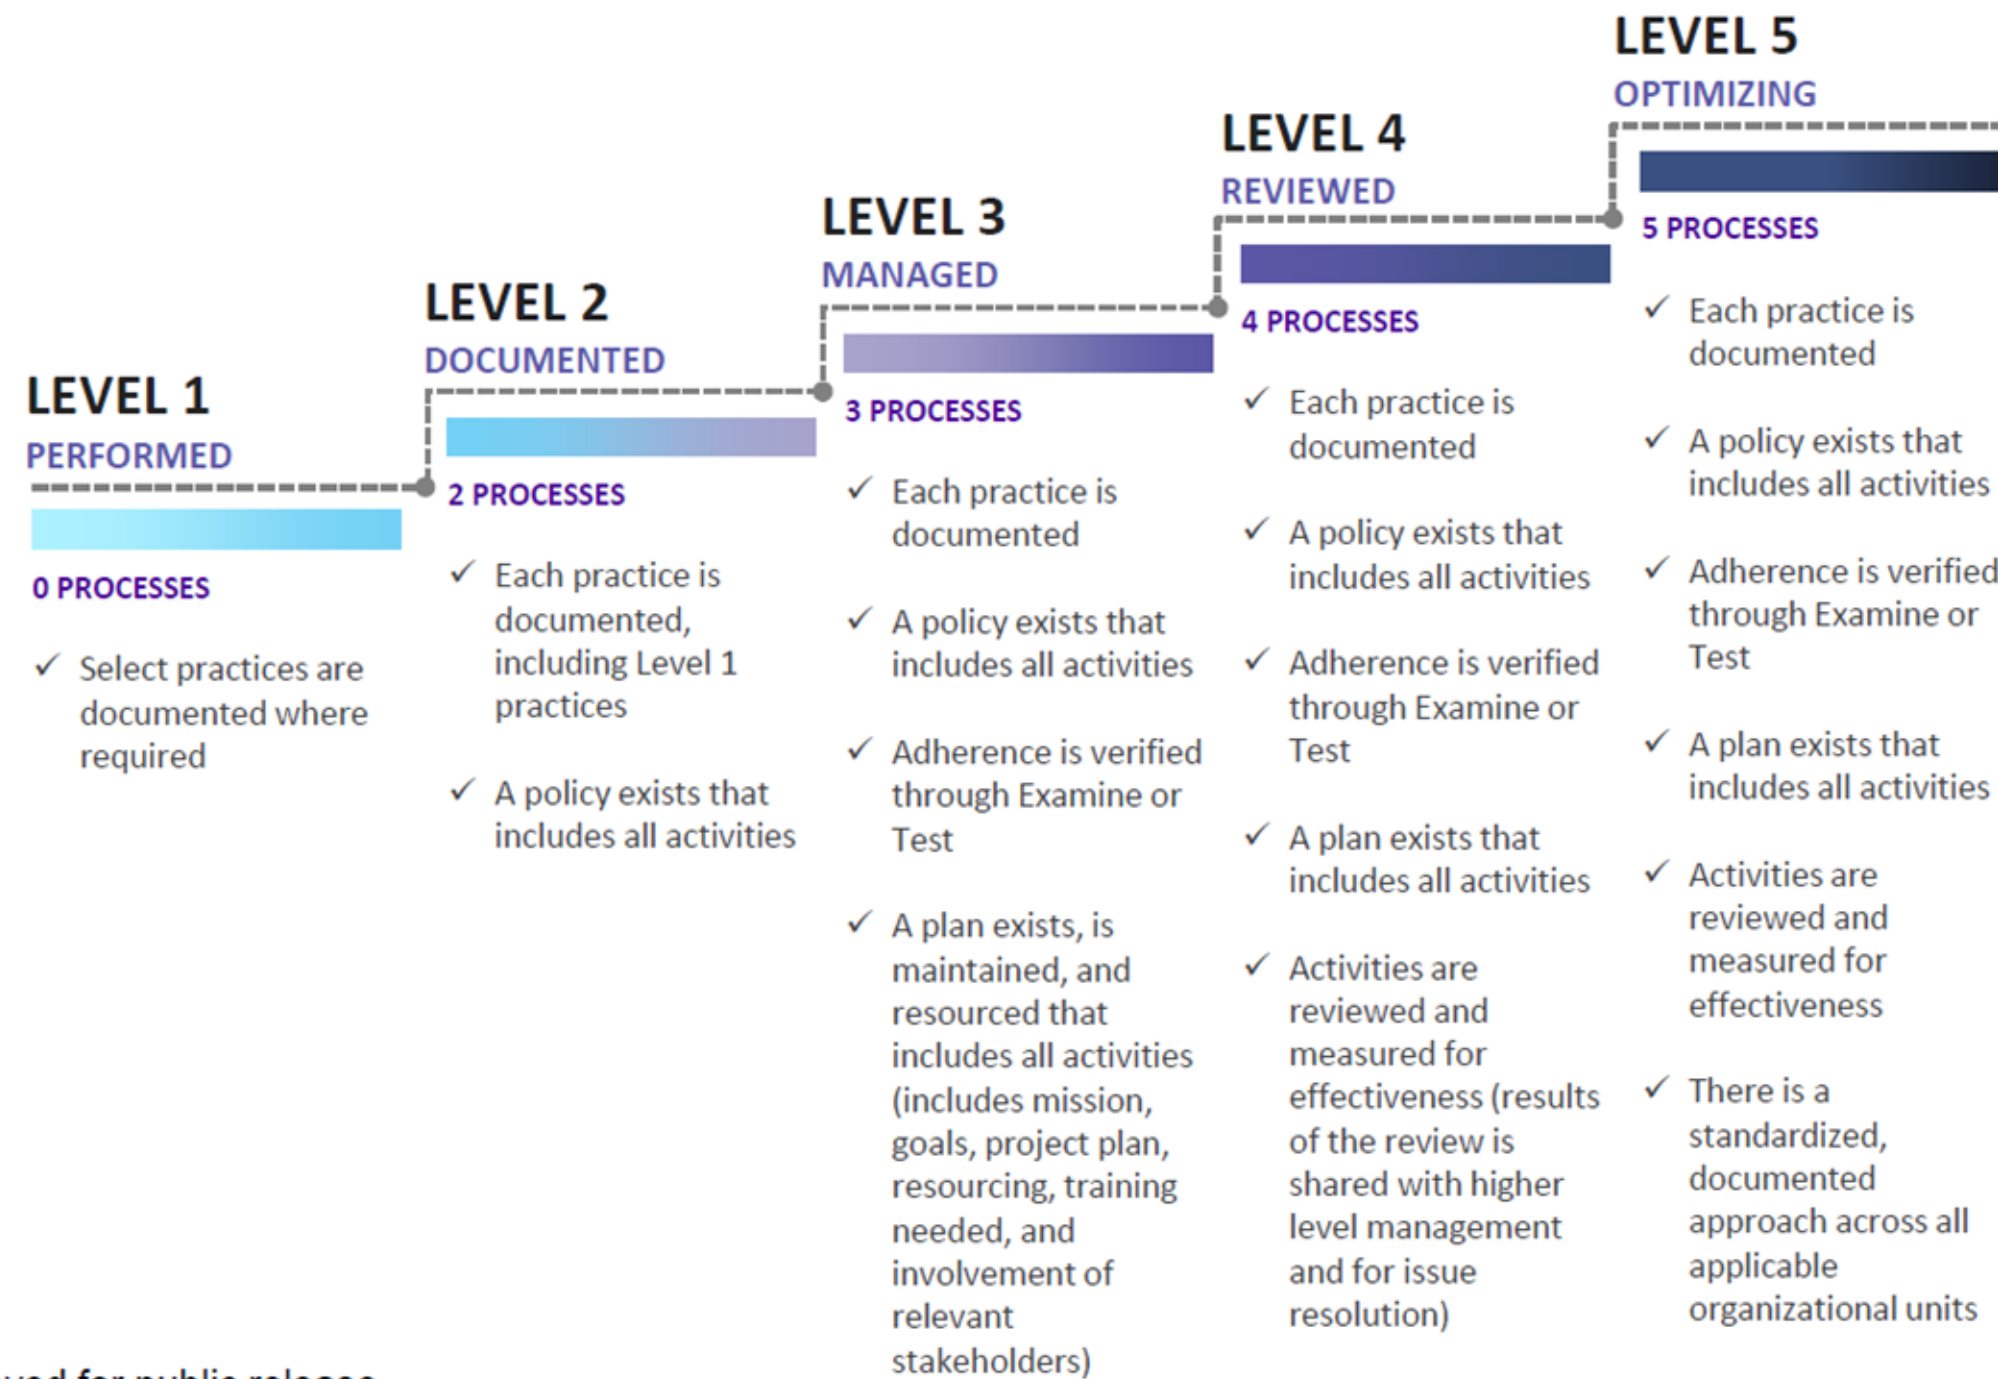 LEVEL 1
PERFORMED
0 PROCESSES
✓ Select practices are
documented where
required
LEVEL 2
DOCUMENTED
2 PROCESSES
✓ Each practice is
documented,
including Level 1
practices
✓ A policy exists that
includes all activities
LEVEL 3
MANAGED
3 PROCESSES
✓ Each practice is
documented
✓ A policy exists that
includes all activities
✓ Adherence is verified
through Examine or
Test
✓ A plan exists, is
maintained, and
resourced that
includes all activities
(includes mission,
goals, project plan,
resourcing, training
needed, and
involvement of
relevant
stakeholders)
LEVEL 4
REVIEWED
4 PROCESSES
✓ Each practice is
documented
✓ A policy exists that
includes all activities
✓ Adherence is verified
through Examine or
Test
✓ A plan exists that
includes all activities
✓ Activities are
reviewed and
measured for
effectiveness (results
of the review is
shared with higher
level management
and for issue
resolution)
LEVEL 5
OPTIMIZING
5 PROCESSES
✓ Each practice is
documented
✓ A policy exists that
includes all activities
✓ Adherence is verified
through Examine or
Test
✓ A plan exists that
includes all activities
✓ Activities are
reviewed and
measured for
effectiveness
✓ There is a
standardized,
documented
approach across all
applicable
organizational units
for public release